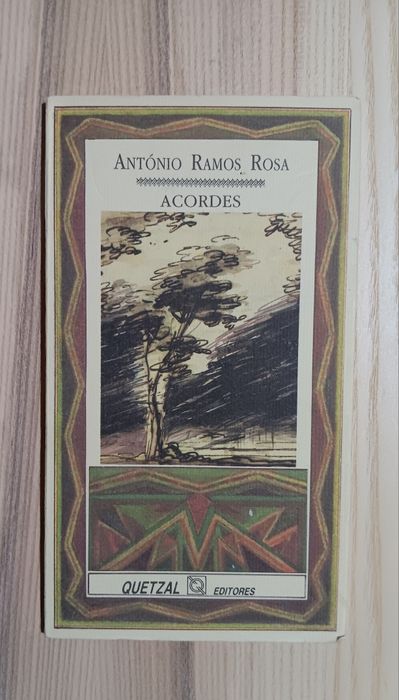 ANTÓNIO RAMOS ROSA
ACORDES
QUETZAL EDITORES